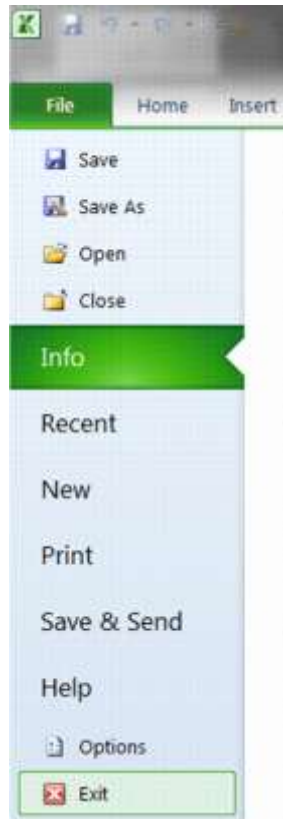 File Home Insert
Save
Save As
Open
Close
Info
Recent
New
Print
Save & Send
Help
Options
Exit